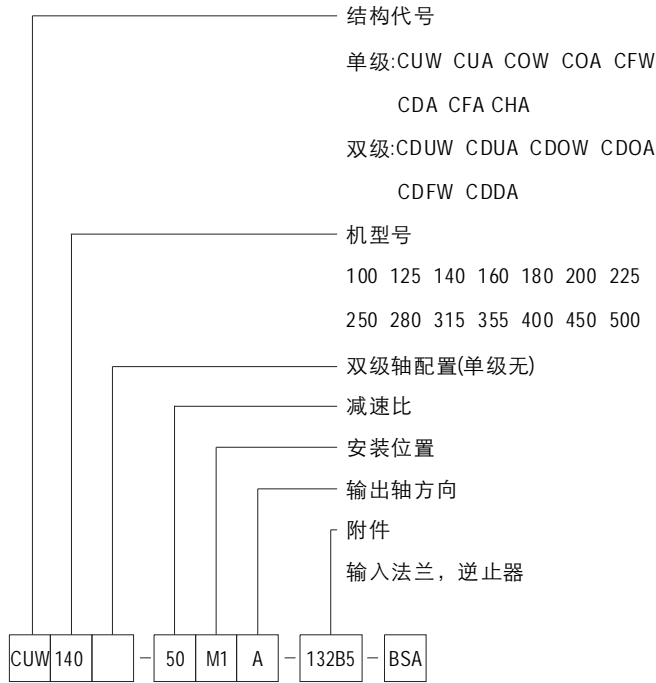 结构代号
单级:CUW CUA COW COA CFW
CDA CFA CHA
双级:CDUW CDUA CDOW CDOA
CDFW CDDA
机型号
100 125 140 160 180 200 225
250 280 315 355 400 450 500
双级轴配置(单级无)
减速比
安装位置
输出轴方向
附件
输入法兰，逆止器
CUW 140 - 50 M1 A - 132B5 - BSA